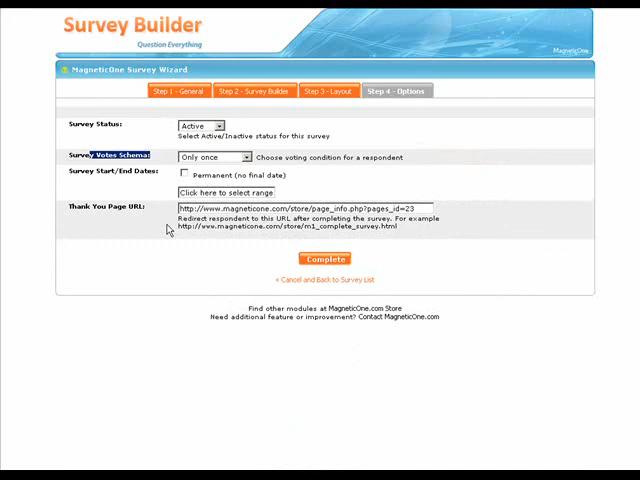 Survey Builder
Question Everything
MagneticOne
MagneticOne Survey Wizard
Step 1 - General Step 2 - Survey Builder Step 3 - Layout Step 4 - Options
Survey Status: Active
Select Active/Inactive status for this survey
Survey Votes Schema: Only once Choose voting condition for a respondent
Survey Start/End Dates: Permanent (no final date)
Click here to select range
Thank You Page URL: http://www.magneticone.com/store/page_info.php?pages_id=23
Redirect respondent to this URL after completing the survey. For example
http://www.magneticone.com/store/m1_complete_survey.html
Complete
« Cancel and Back to Survey List
Find other modules at MagneticOne.com Store
Need additional feature or improvement? Contact MagneticOne.com